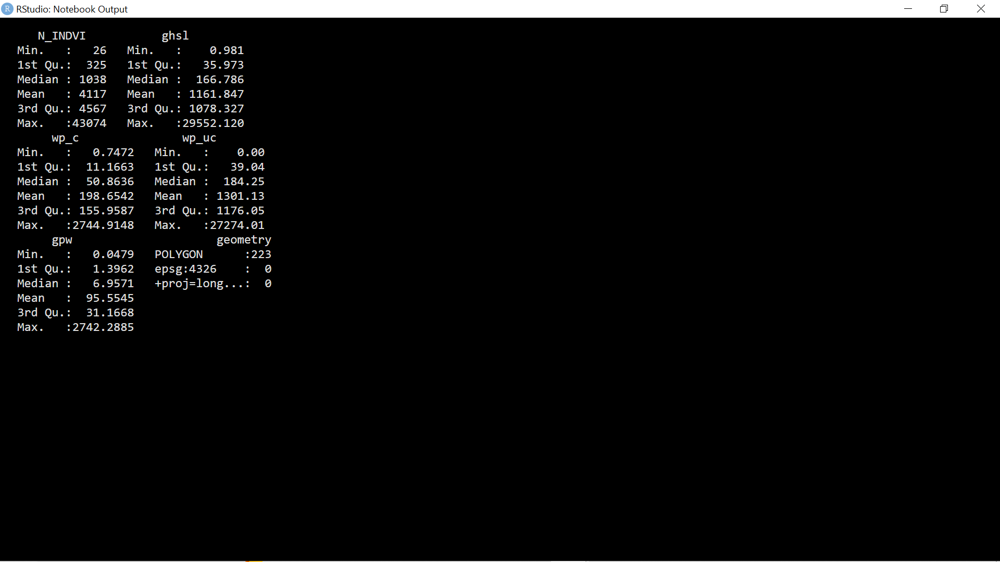 R RStudio: Notebook Output
N_INDVI ghsl
Min. : 26 Min. : 0.981
1st Qu.: 325 1st Qu.: 35.973
Median : 1038 Median : 166.786
Mean : 4117 Mean : 1161.847
3rd Qu.: 4567 3rd Qu.: 1078.327
Max. :43074 Max. :29552.120
wp_c wp_uc
Min. : 0.7472 Min. : 0.00
1st Qu.: 11.1663 1st Qu.: 39.04
Median : 50.8636 Median : 184.25
Mean : 198.6542 Mean : 1301.13
3rd Qu.: 155.9587 3rd Qu.: 1176.05
Max. :2744.9148 Max. :27274.01
gpw geometry
Min. : 0.0479 POLYGON :223
1st Qu.: 1.3962 epsg:4326 : 0
Median : 6.9571 +proj=long...: 0
Mean : 95.5545
3rd Qu.: 31.1668
Max. :2742.2885